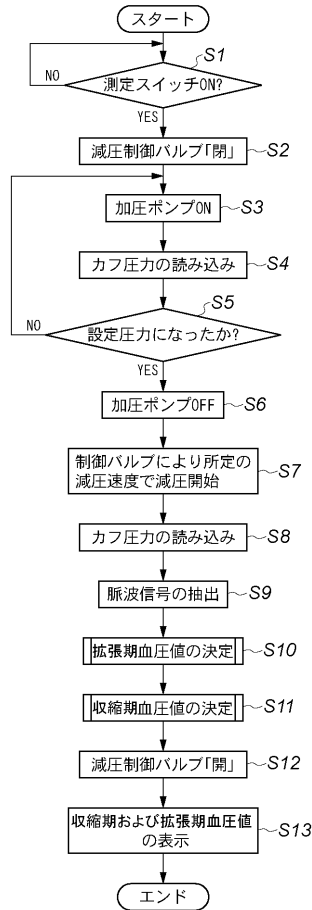 スタート
S1
測定スイッチON?
NO
YES
減圧制御バルブ「閉」
S2
加圧ポンプON
S3
カフ圧力の読み込み
S4
S5
設定圧力になったか?
NO
YES
加圧ポンプOFF
S6
制御バルブにより所定の
減圧速度で減圧開始
S7
カフ圧力の読み込み
S8
脈波信号の抽出
S9
拡張期血圧値の決定
S10
収縮期血圧値の決定
S11
減圧制御バルブ「開」
S12
収縮期および拡張期血圧値
の表示
S13
エンド